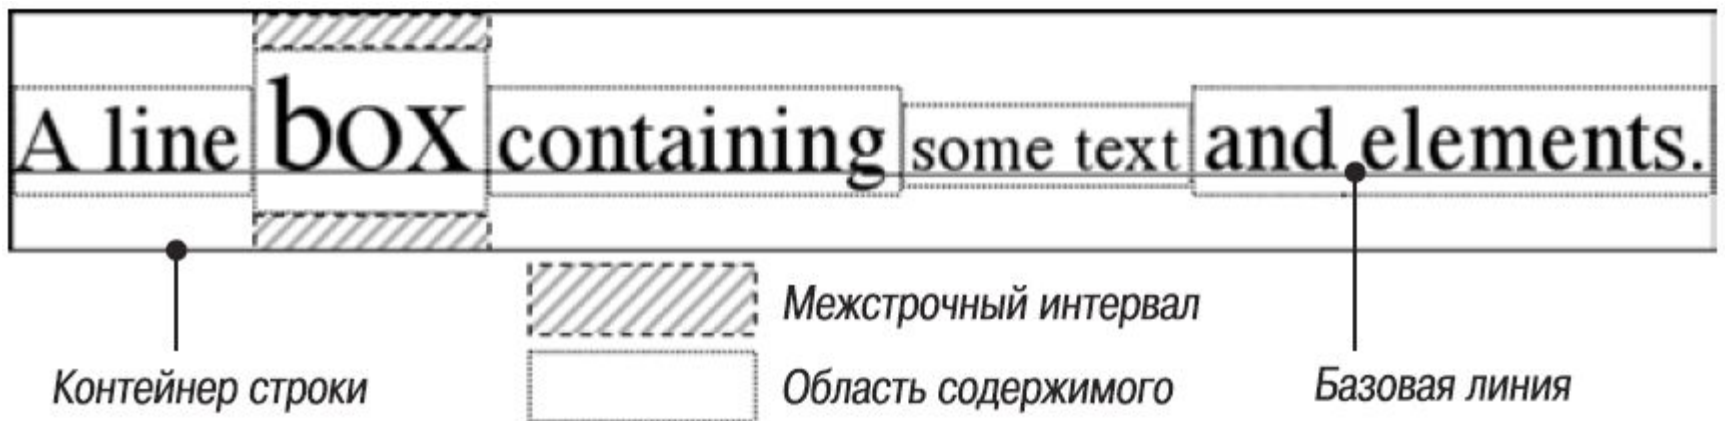 A line box containing some text and elements.
Межстрочный интервал
Контейнер строки
Область содержимого
Базовая линия